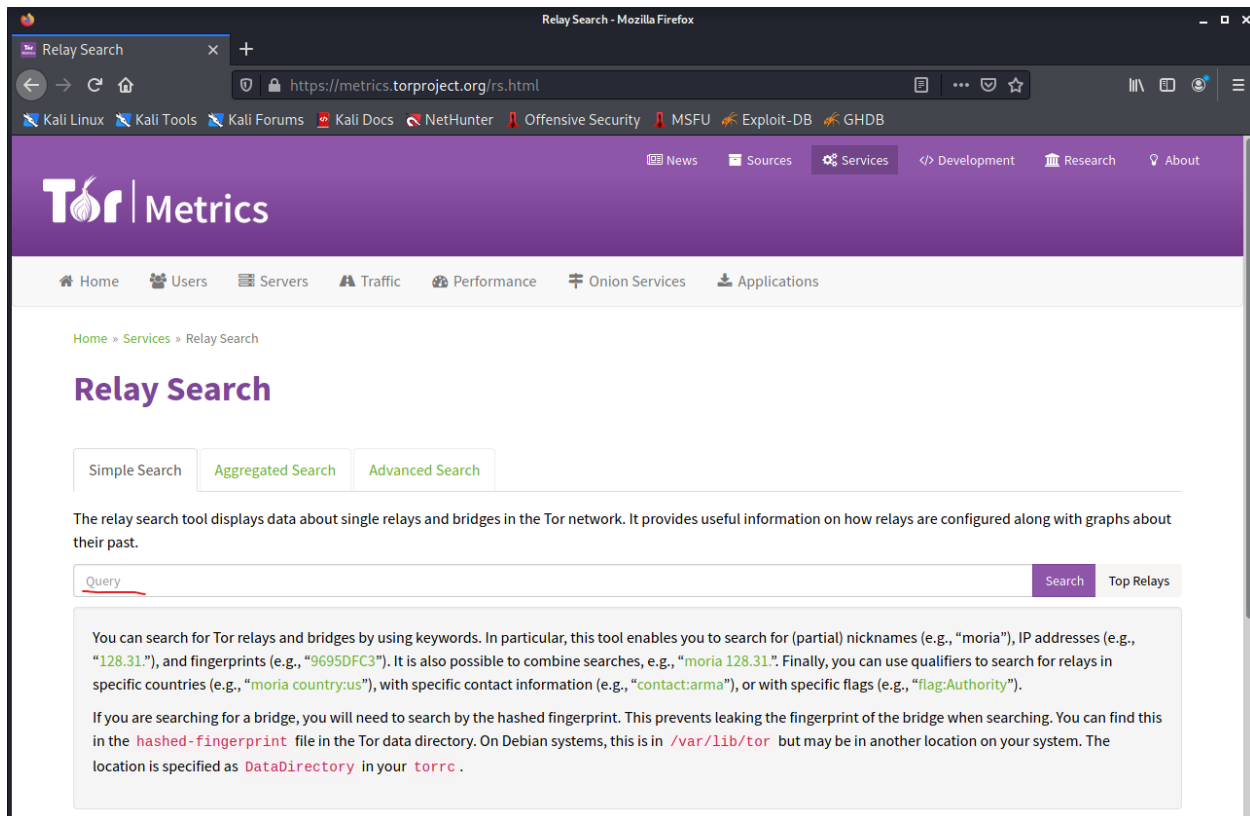 Relay Search - Mozilla Firefox
Relay Search
https://metrics.torproject.org/rs.html
Kali Linux Kali Tools Kali Forums Kali Docs NetHunter Offensive Security MSFU Exploit-DB GHDB
News Sources Services </> Development Research About
Tor Metrics
Home Users Servers Traffic Performance Onion Services Applications
Home » Services » Relay Search
Relay Search
Simple Search Aggregated Search Advanced Search
The relay search tool displays data about single relays and bridges in the Tor network. It provides useful information on how relays are configured along with graphs about
their past.
Query Search Top Relays
You can search for Tor relays and bridges by using keywords. In particular, this tool enables you to search for (partial) nicknames (e.g., “moria”), IP addresses (e.g.,
“128.31.”), and fingerprints (e.g., “9695DFC3”). It is also possible to combine searches, e.g., “moria 128.31.”. Finally, you can use qualifiers to search for relays in
specific countries (e.g., “moria country:us”), with specific contact information (e.g., “contact:arma”), or with specific flags (e.g., “flag:Authority”).
If you are searching for a bridge, you will need to search by the hashed fingerprint. This prevents leaking the fingerprint of the bridge when searching. You can find this
in the hashed-fingerprint file in the Tor data directory. On Debian systems, this is in /var/lib/tor but may be in another location on your system. The
location is specified as DataDirectory in your torrc .